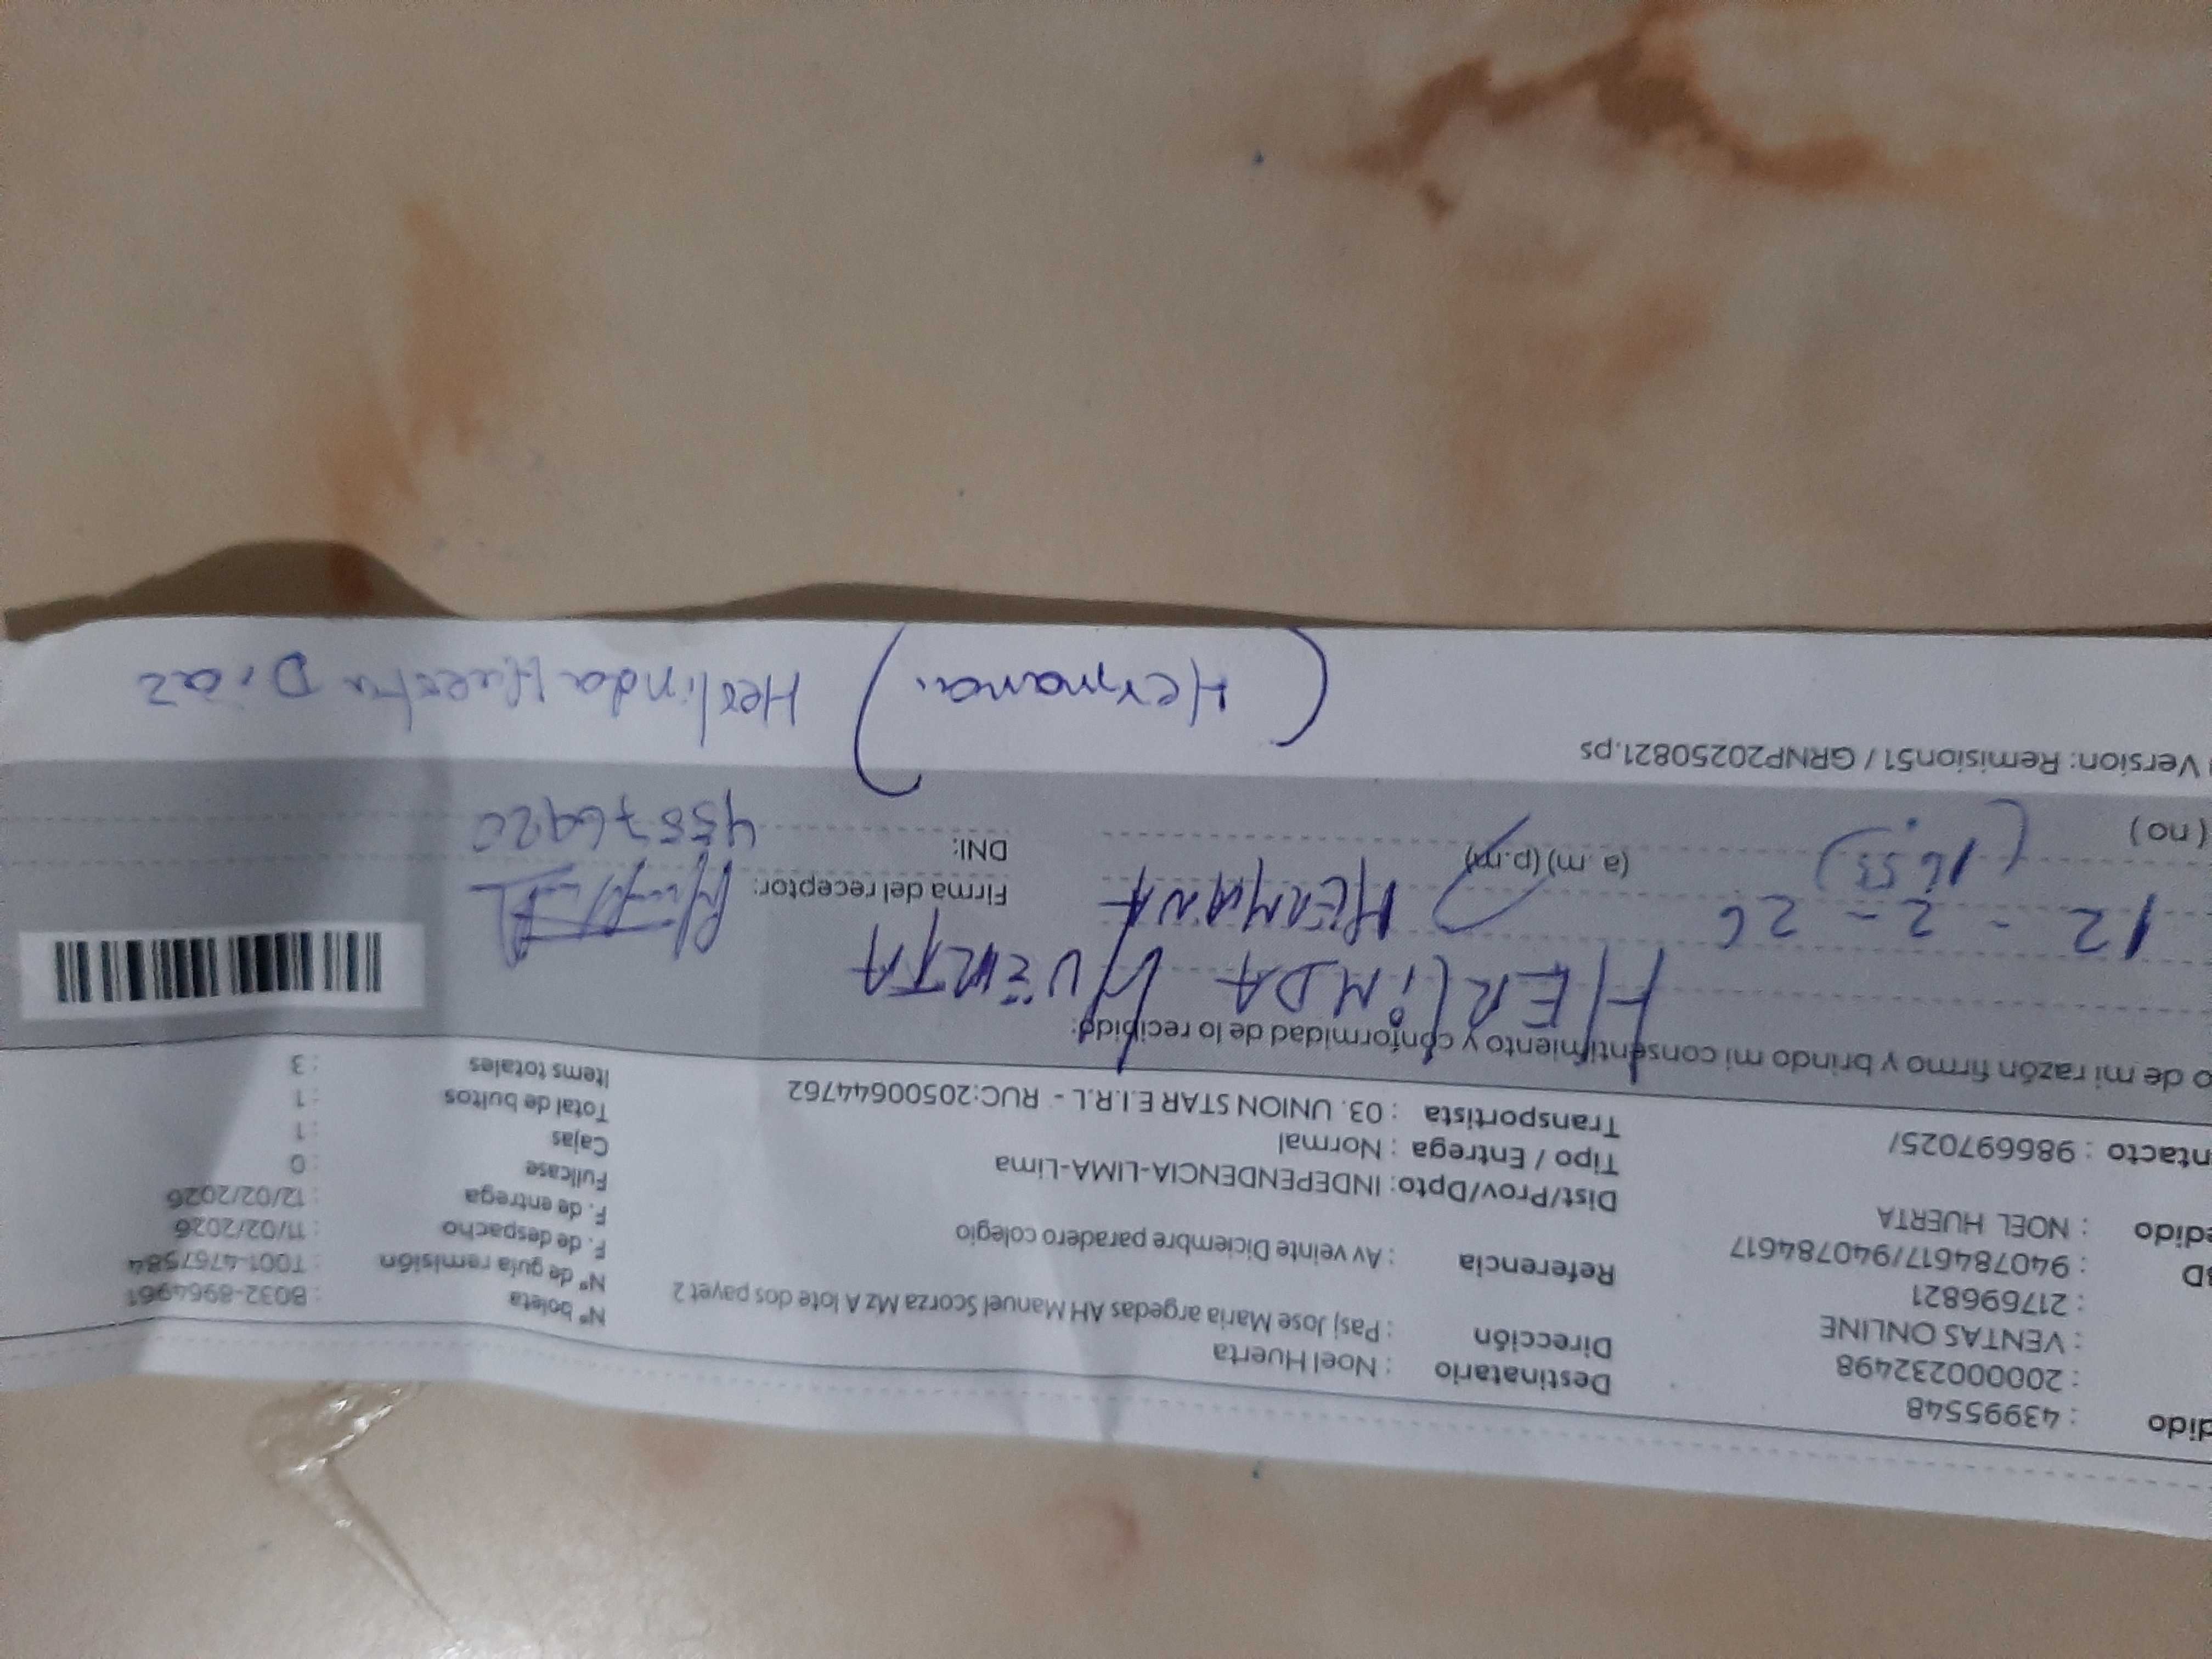 dido : 43995548
200000232498
: VENTAS ONLINE
: 217696821
D : 940784617/940784617
edido : NOEL HUERTA
ntacto : 986697025/
Destinatario : Noel Huerta
Dirección : Pasj Jose Maria argedas AH Manuel Scorza Mz A lote dos payet 2
Referencia : Av veinte Diciembre paradero colegio
Dist/Prov/Dpto: INDEPENDENCIA-LIMA-Lima
Tipo / Entrega : Normal
Transportista : 03. UNION STAR E.I.R.L - RUC:20500644762
Nº boleta : B032-8964961
Nº de guía remisión : T001-4767584
F. de despacho : 11/02/2026
F. de entrega : 12/02/2026
Fullcase : 0
Cajas : 1
Total de bultos : 1
Items totales : 3
o de mi razón firmo y brindo mi consentimiento y conformidad de lo recibido:
HERLINDA HUERTA
12 - 2 - 26 HERMANA
Firma del receptor:
(16:53) (a.m) (p.m)
(no)
DNI: 45576920
Version: Remision51 / GRNP20250821.ps
(Hermana.) Herlinda Huerta Diaz